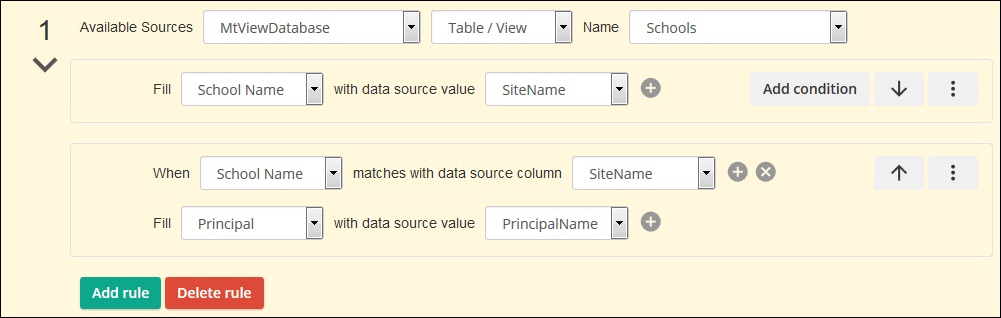 1 Available Sources MtViewDatabase Table / View Name Schools
Fill School Name with data source value SiteName Add condition
When School Name matches with data source column SiteName
Fill Principal with data source value PrincipalName
Add rule Delete rule